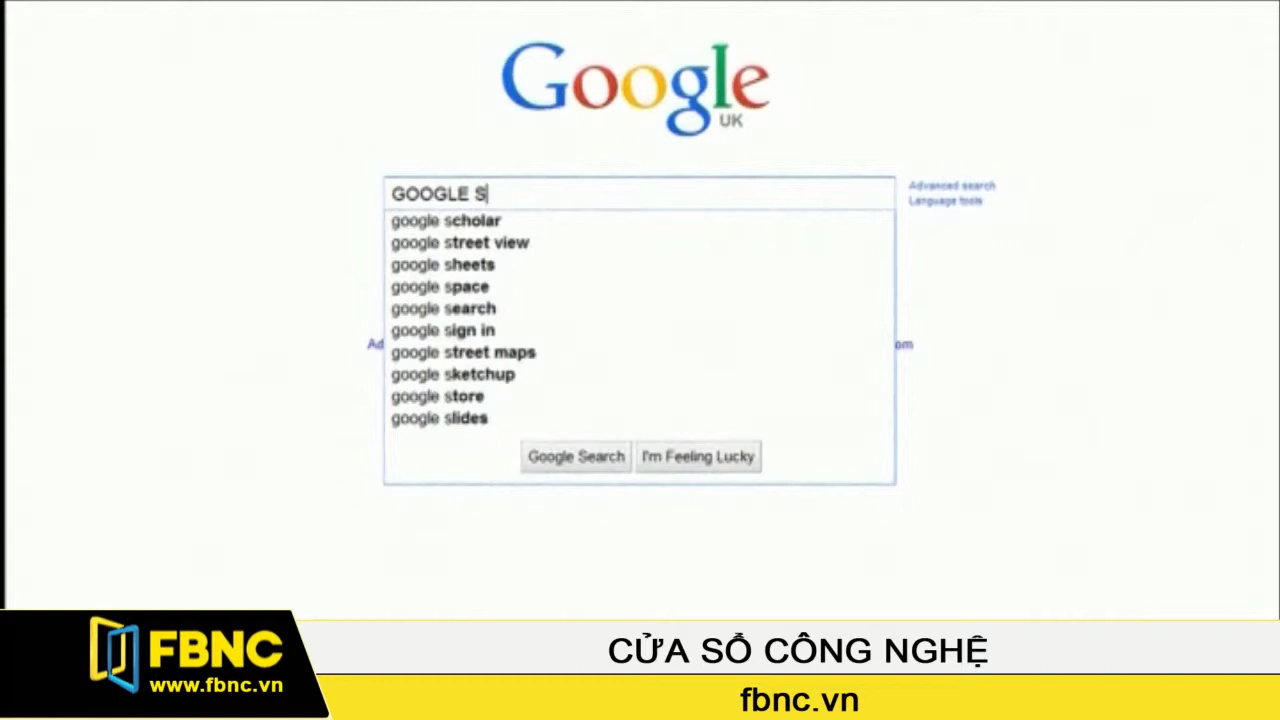 Google
UK
GOOGLE S
Advanced search
Language tools
google scholar
google street view
google sheets
google space
google search
google sign in
Ad
om
google street maps
google sketchup
google store
google slides
Google Search
I'm Feeling Lucky
FBNC
www.fbnc.vn
CỬA SỔ CÔNG NGHỆ
fbnc.vn